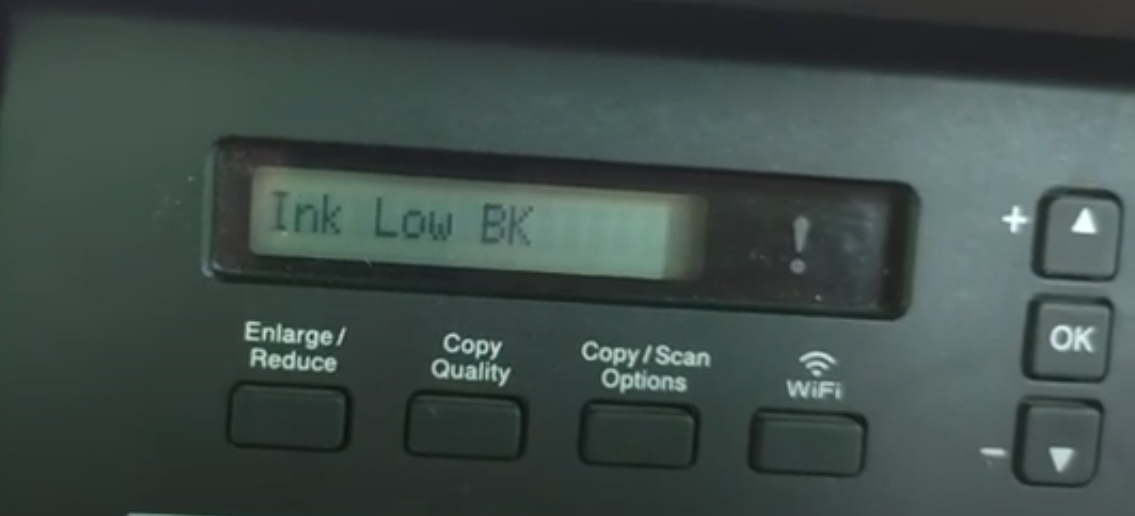 Ink Low BK
!
Enlarge/
Reduce
Copy
Quality
Copy/Scan
Options
WiFi
+
OK
-